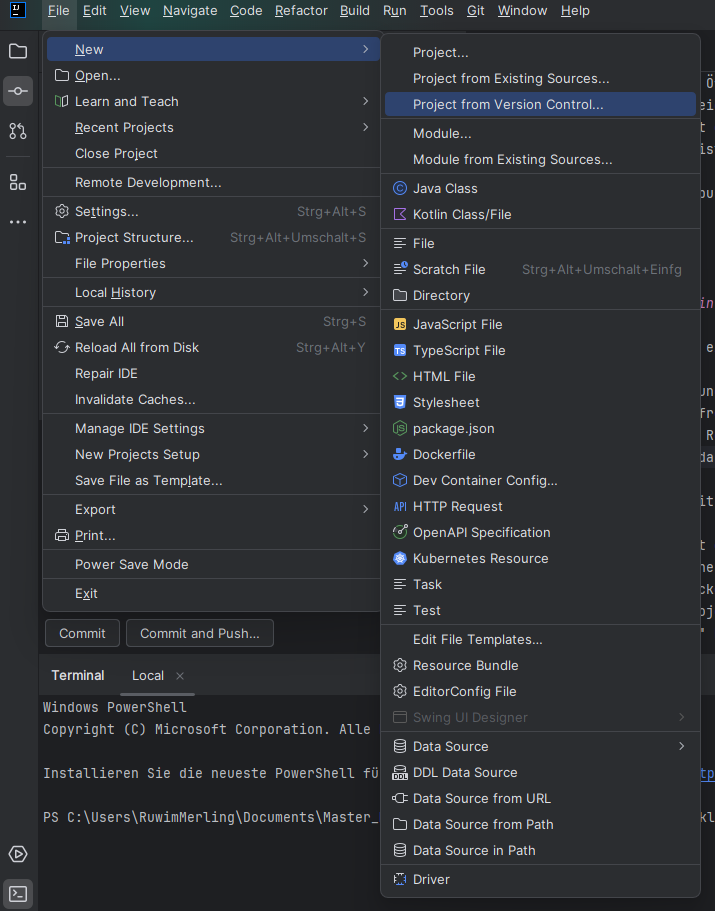 IJ
File Edit View Navigate Code Refactor Build Run Tools Git Window Help
New
Open...
Learn and Teach
Recent Projects
Close Project
Remote Development...
Settings... Strg+Alt+S
Project Structure... Strg+Alt+Umschalt+S
File Properties
Local History
Save All Strg+S
Reload All from Disk Strg+Alt+Y
Repair IDE
Invalidate Caches...
Manage IDE Settings
New Projects Setup
Save File as Template...
Export
Print...
Power Save Mode
Exit
Project...
Project from Existing Sources...
Project from Version Control...
Module...
Module from Existing Sources...
Java Class
Kotlin Class/File
File
Scratch File Strg+Alt+Umschalt+Einfg
Directory
JS JavaScript File
TS TypeScript File
HTML File
Stylesheet
package.json
Dockerfile
Dev Container Config...
API HTTP Request
OpenAPI Specification
Kubernetes Resource
Task
Test
Edit File Templates...
Resource Bundle
EditorConfig File
Swing UI Designer
Data Source
DDL DDL Data Source
Data Source from URL
Data Source from Path
Data Source in Path
Driver
Commit Commit and Push...
Terminal Local
Windows PowerShell
Copyright (C) Microsoft Corporation. Alle
Installieren Sie die neueste PowerShell fü
PS C:\Users\RuwimMerling\Documents\Master_